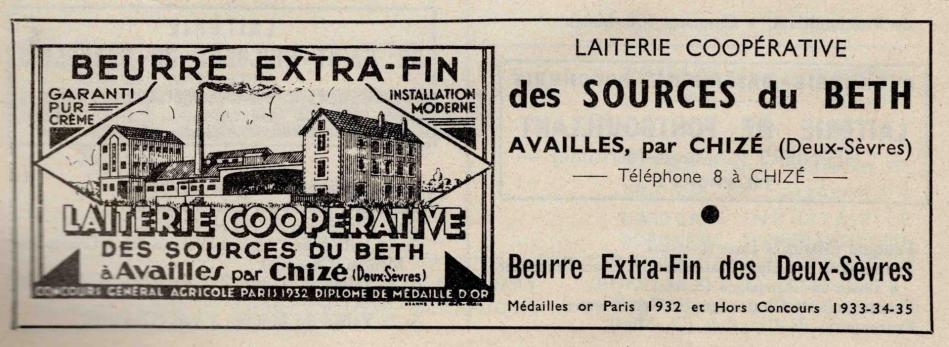 BEURRE EXTRA-FIN
GARANTI
PUR
CRÈME
INSTALLATION
MODERNE
LAITERIE COOPERATIVE
DES SOURCES DU BETH
à Availles par Chizé (Deux-Sèvres)
CONCOURS GÉNÉRAL AGRICOLE PARIS 1932 DIPLOME DE MÉDAILLE D'OR
LAITERIE COOPÉRATIVE
des SOURCES du BETH
AVAILLES, par CHIZÉ (Deux-Sèvres)
— Téléphone 8 à CHIZÉ —
Beurre Extra-Fin des Deux-Sèvres
Médailles or Paris 1932 et Hors Concours 1933-34-35